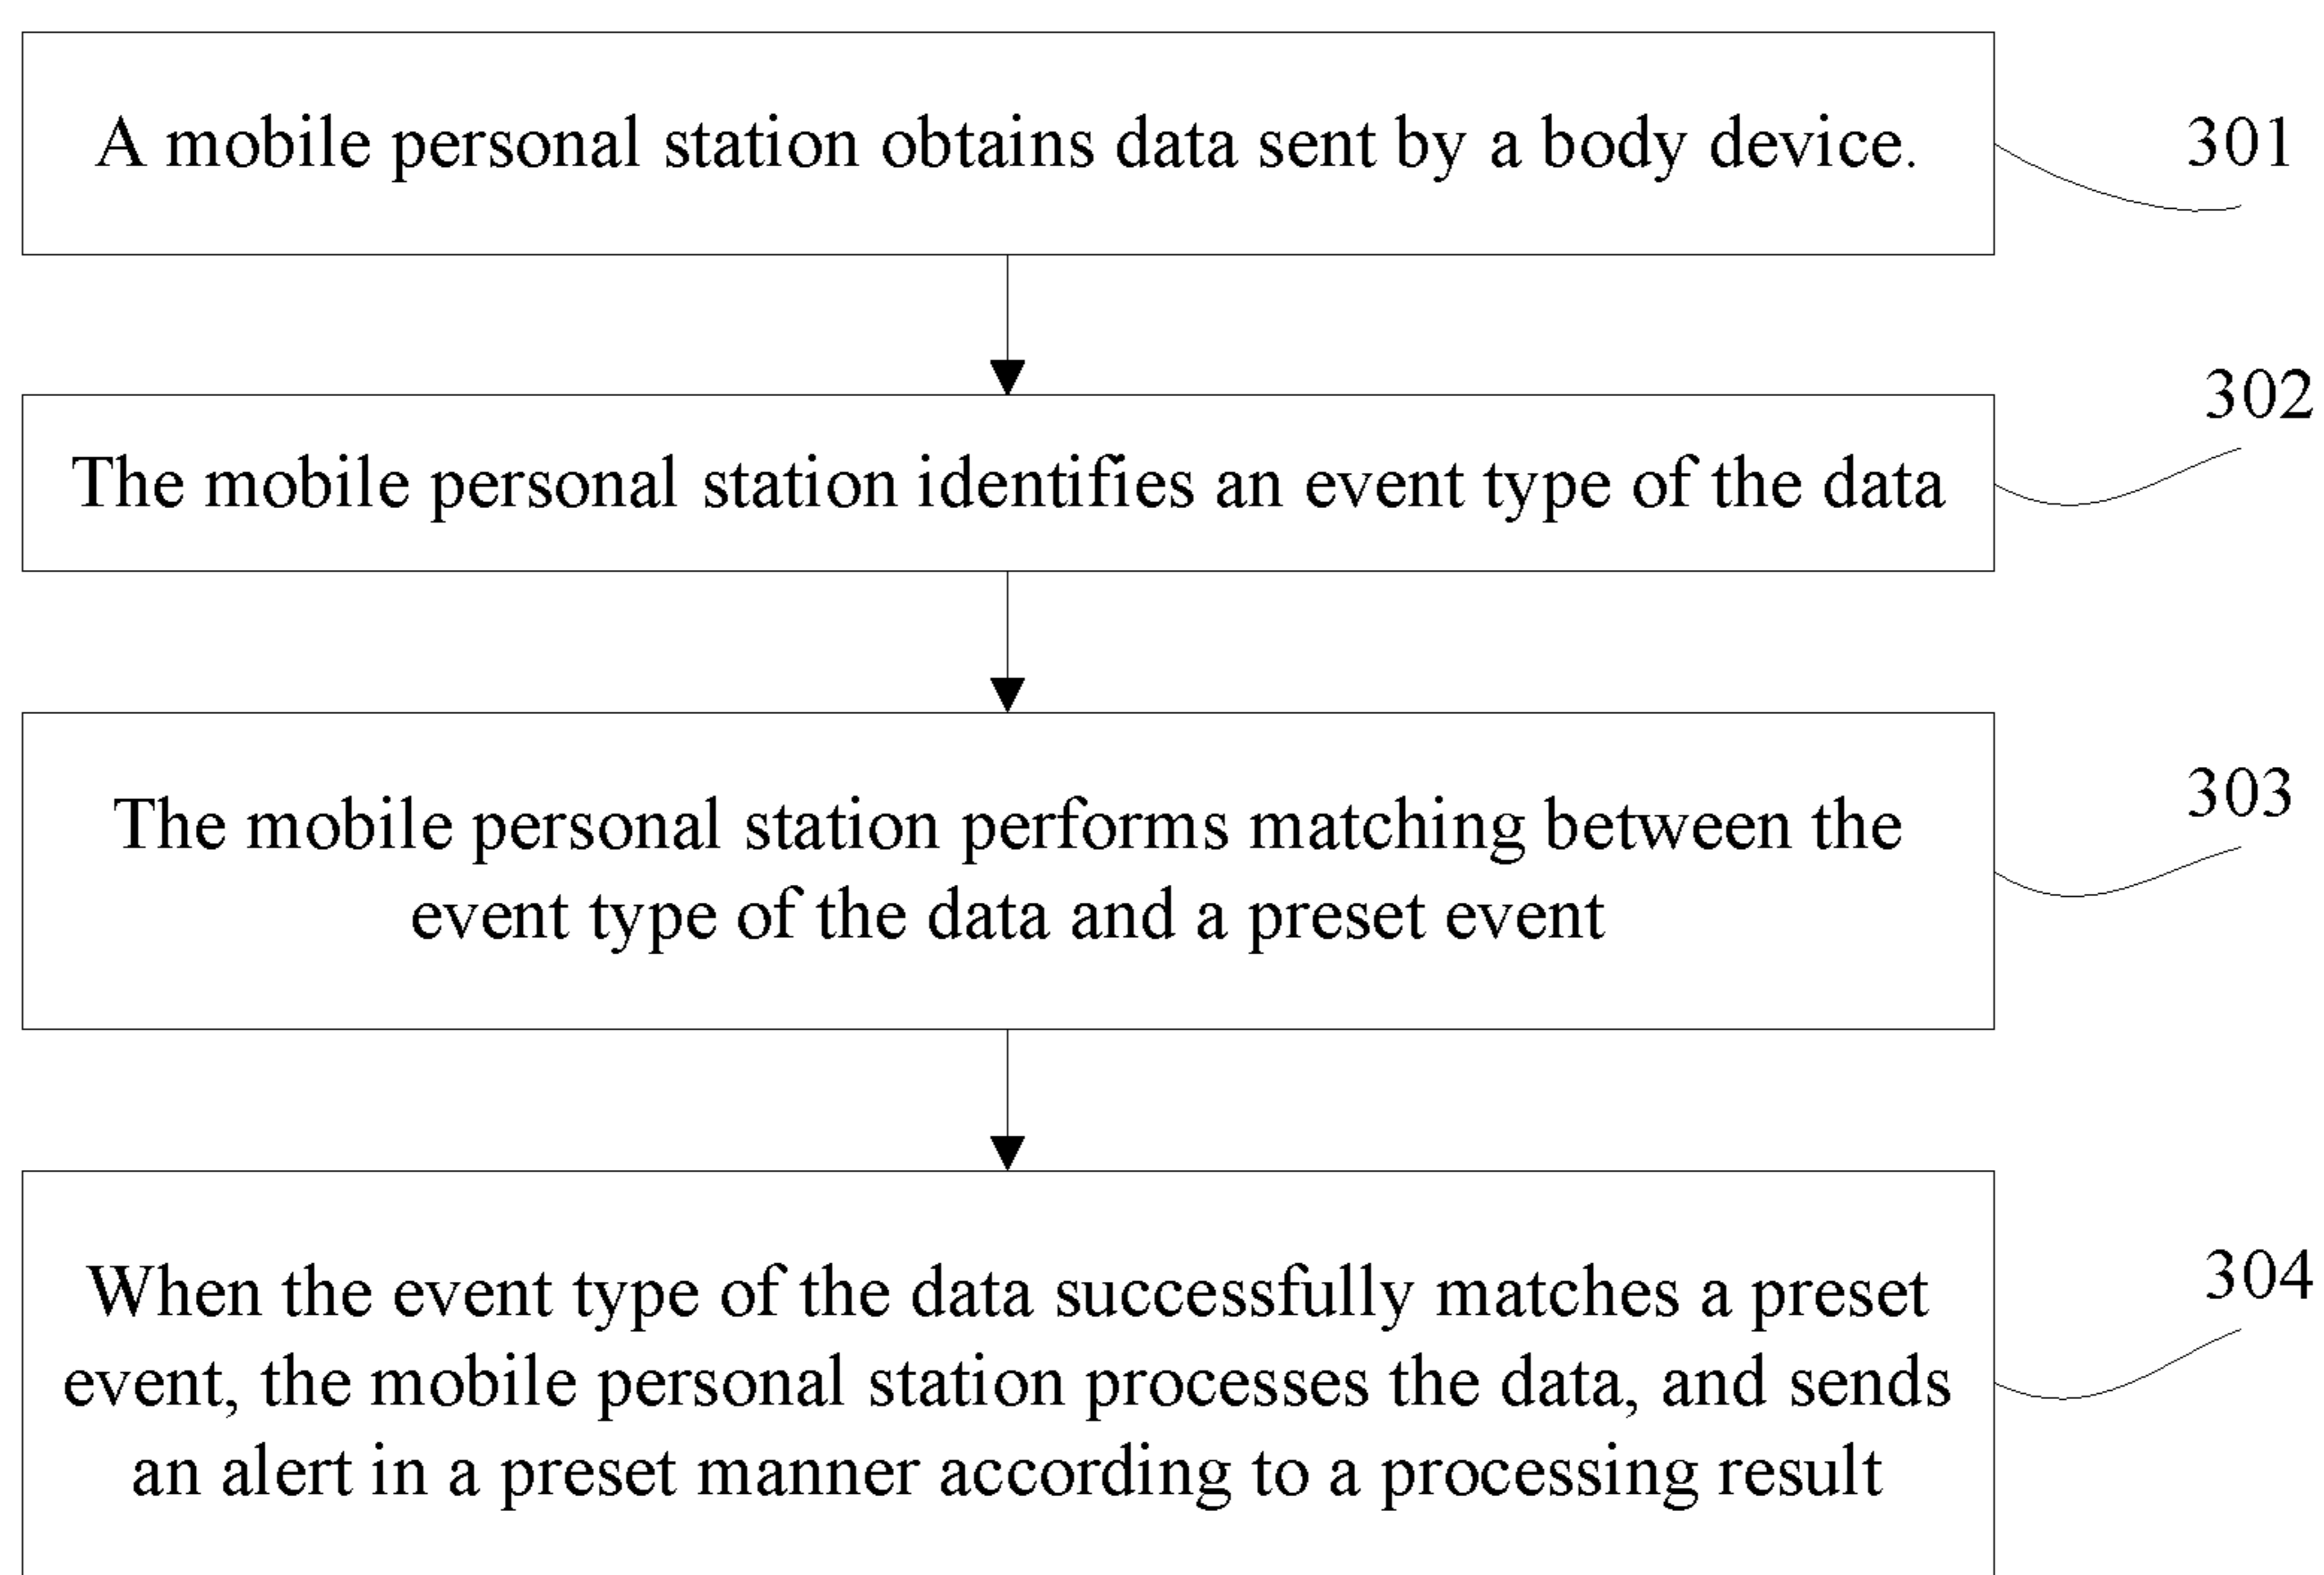 A mobile personal station obtains data sent by a body device.
301
The mobile personal station identifies an event type of the data
302
The mobile personal station performs matching between the
event type of the data and a preset event
303
When the event type of the data successfully matches a preset
event, the mobile personal station processes the data, and sends
an alert in a preset manner according to a processing result
304